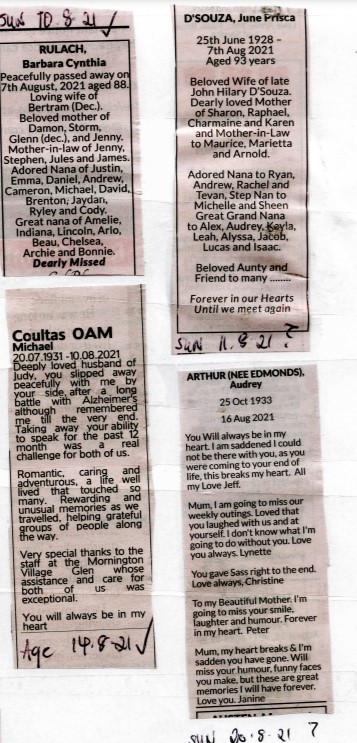 SUN 10.8.21 ✓
RULACH,
Barbara Cynthia
Peacefully passed away on
7th August, 2021 aged 88.
Loving wife of
Bertram (Dec.).
Beloved mother of
Damon, Storm,
Glenn (dec.), and Jenny.
Mother-in-law of Jenny,
Stephen, Jules and James.
Adored Nana of Justin,
Emma, Daniel, Andrew,
Cameron, Michael, David,
Brenton, Jaydan,
Ryley and Cody.
Great nana of Amelie,
Indiana, Lincoln, Arlo,
Beau, Chelsea,
Archie and Bonnie.
Dearly Missed
Coultas OAM
Michael
20.07.1931 -10.08.2021
Deeply loved husband of
Judy, you slipped away
peacefully with me by
your side, after a long
battle with Alzheimer's
although remembered
me till the very end.
Taking away your ability
to speak for the past 12
month was a real
challenge for both of us.
Romantic, caring and
adventurous, a life well
lived that touched so
many. Rewarding and
unusual memories as we
travelled, helping grateful
groups of people along
the way.
Very special thanks to the
staff at the Mornington
Village Glen whose
assistance and care for
both of us was
exceptional.
You will always be in my
heart
Age 14.8-21 ✓
D'SOUZA, June Prisca
25th June 1928 –
7th Aug 2021
Aged 93 years
Beloved Wife of late
John Hilary D'Souza.
Dearly loved Mother
of Sharon, Raphael,
Charmaine and Karen
and Mother-in-Law
to Maurice, Marietta
and Arnold.
Adored Nana to Ryan,
Andrew, Rachel and
Tevan, Step Nan to
Michelle and Sheen
Great Grand Nana
to Alex, Audrey, Kayla,
Leah, Alyssa, Jacob,
Lucas and Isaac.
Beloved Aunty and
Friend to many ........
Forever in our Hearts
Until we meet again
SUN 11.8.21 ?
ARTHUR (NEE EDMONDS),
Audrey
25 Oct 1933
16 Aug 2021
You Will always be in my
heart. I am saddened I could
not be there with you, as you
were coming to your end of
life, this breaks my heart. All
my Love Jeff.
Mum, I am going to miss our
weekly outings. Loved that
you laughed with us and at
yourself. I don't know what I'm
going to do without you. Love
you always. Lynette
You gave Sass right to the end.
Love always, Christine
To my Beautiful Mother. I'm
going to miss your smile,
laughter and humour. Forever
in my heart. Peter
Mum, my heart breaks & I'm
sadden you have gone. Will
miss your humour, funny faces
you make, but these are great
memories I will have forever.
Love you. Janine
SUN 20.8.21 ?